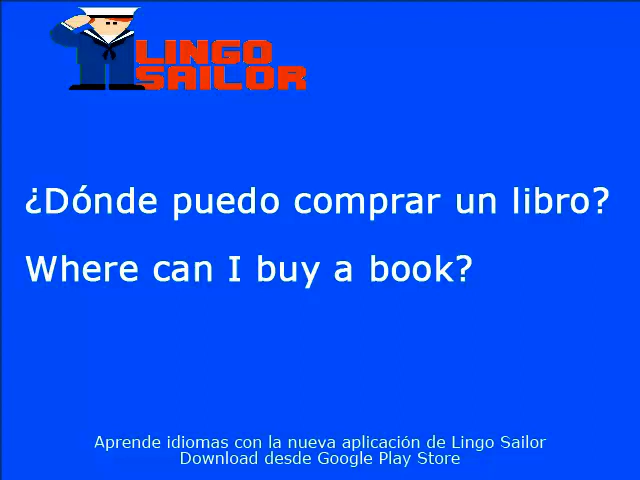 LINGO
SAILOR
¿Dónde puedo comprar un libro?
Where can I buy a book?
Aprende idiomas con la nueva aplicación de Lingo Sailor
Download desde Google Play Store